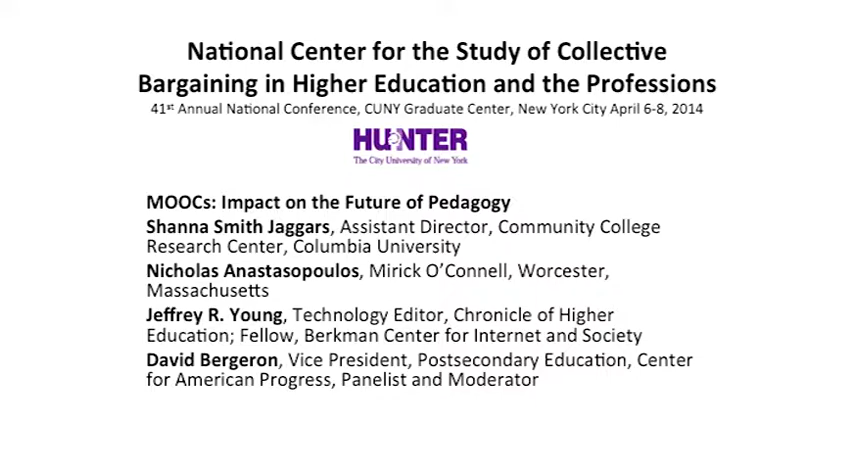 National Center for the Study of Collective
Bargaining in Higher Education and the Professions
41st Annual National Conference, CUNY Graduate Center, New York City April 6-8, 2014
HUNTER
The City University of New York
MOOCs: Impact on the Future of Pedagogy
Shanna Smith Jaggars, Assistant Director, Community College
Research Center, Columbia University
Nicholas Anastasopoulos, Mirick O’Connell, Worcester,
Massachusetts
Jeffrey R. Young, Technology Editor, Chronicle of Higher
Education; Fellow, Berkman Center for Internet and Society
David Bergeron, Vice President, Postsecondary Education, Center
for American Progress, Panelist and Moderator